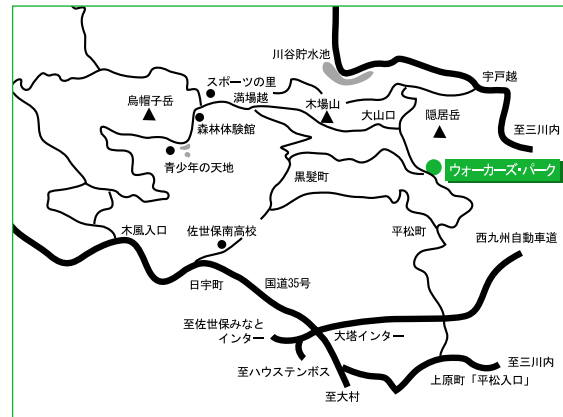 川谷貯水池
宇戸越
スポーツの里
烏帽子岳
満場越
木場山
大山口
隠居岳
森林体験館
至三川内
青少年の天地
ウォーカーズ・パーク
黒髪町
木風入口
佐世保南高校
平松町
西九州自動車道
日宇町
国道35号
至佐世保みなと
インター
大塔インター
至ハウステンボス
至三川内
上原町「平松入口」
至大村